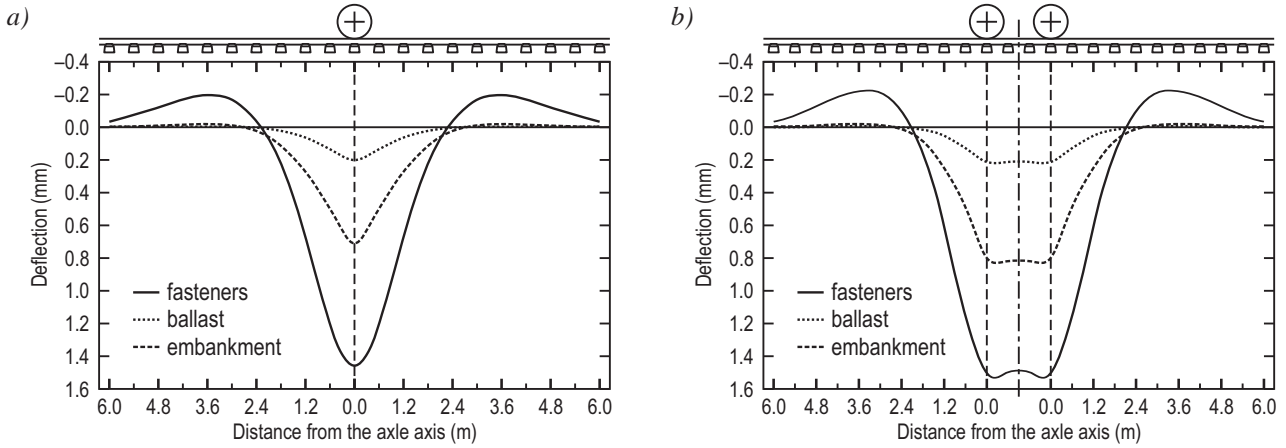 a)
–0.4
–0.2
0.0
0.2
0.4
0.6
0.8
1.0
1.2
1.4
1.6
Deflection (mm)
fasteners
ballast
embankment
6.0 4.8 3.6 2.4 1.2 0.0 1.2 2.4 3.6 4.8 6.0
Distance from the axle axis (m)
b)
–0.4
–0.2
0.0
0.2
0.4
0.6
0.8
1.0
1.2
1.4
1.6
Deflection (mm)
fasteners
ballast
embankment
6.0 4.8 3.6 2.4 1.2 0.0 0.0 1.2 2.4 3.6 4.8 6.0
Distance from the axle axis (m)